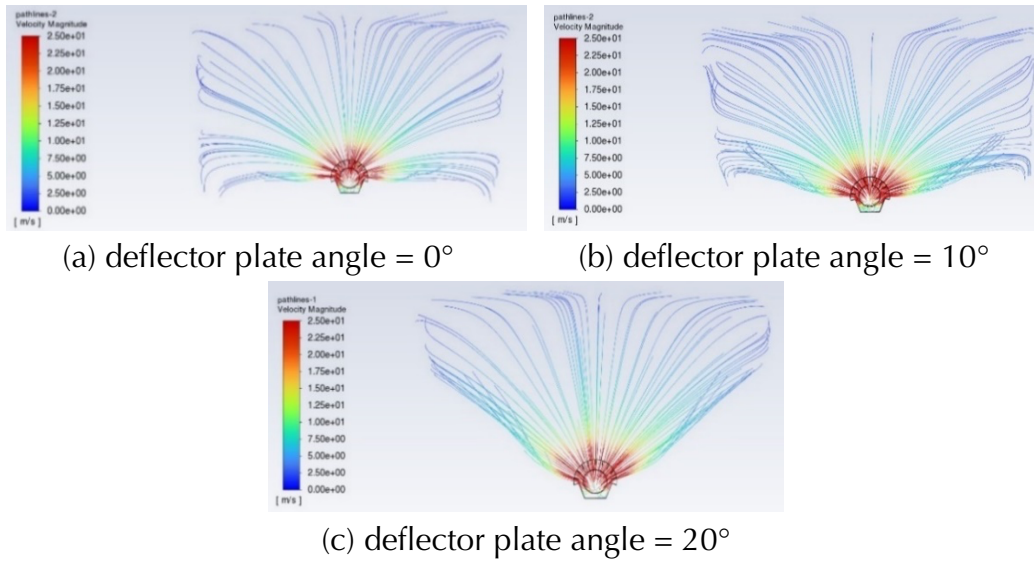 pathlines-2
Velocity Magnitude
2.50e+01
2.25e+01
2.00e+01
1.75e+01
1.50e+01
1.25e+01
1.00e+01
7.50e+00
5.00e+00
2.50e+00
0.00e+00
[ m/s ]
(a) deflector plate angle = 0°
pathlines-2
Velocity Magnitude
2.50e+01
2.25e+01
2.00e+01
1.75e+01
1.50e+01
1.25e+01
1.00e+01
7.50e+00
5.00e+00
2.50e+00
0.00e+00
[ m/s ]
(b) deflector plate angle = 10°
pathlines-1
Velocity Magnitude
2.50e+01
2.25e+01
2.00e+01
1.75e+01
1.50e+01
1.25e+01
1.00e+01
7.50e+00
5.00e+00
2.50e+00
0.00e+00
[ m/s ]
(c) deflector plate angle = 20°